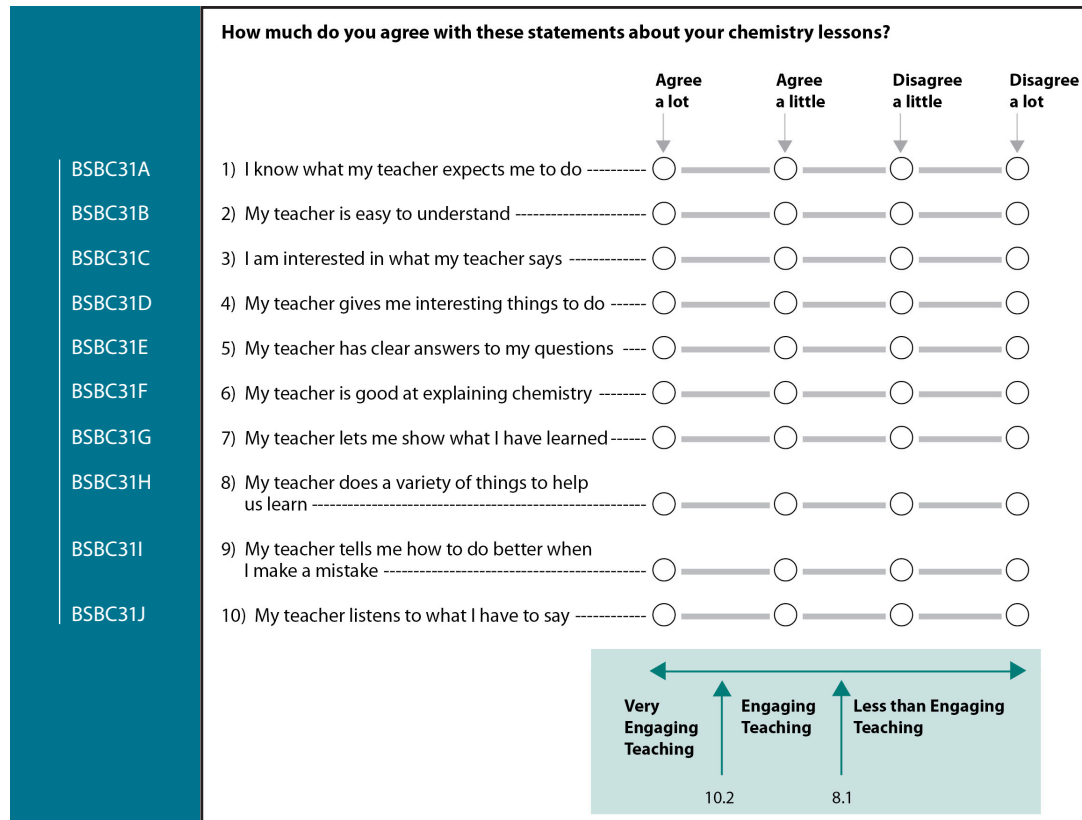 How much do you agree with these statements about your chemistry lessons?
Agree a lot
Agree a little
Disagree a little
Disagree a lot
BSBC31A 1) I know what my teacher expects me to do
BSBC31B 2) My teacher is easy to understand
BSBC31C 3) I am interested in what my teacher says
BSBC31D 4) My teacher gives me interesting things to do
BSBC31E 5) My teacher has clear answers to my questions
BSBC31F 6) My teacher is good at explaining chemistry
BSBC31G 7) My teacher lets me show what I have learned
BSBC31H 8) My teacher does a variety of things to help
us learn
BSBC31I 9) My teacher tells me how to do better when
I make a mistake
BSBC31J 10) My teacher listens to what I have to say
Very
Engaging
Teaching
Engaging
Teaching
Less than Engaging
Teaching
10.2
8.1